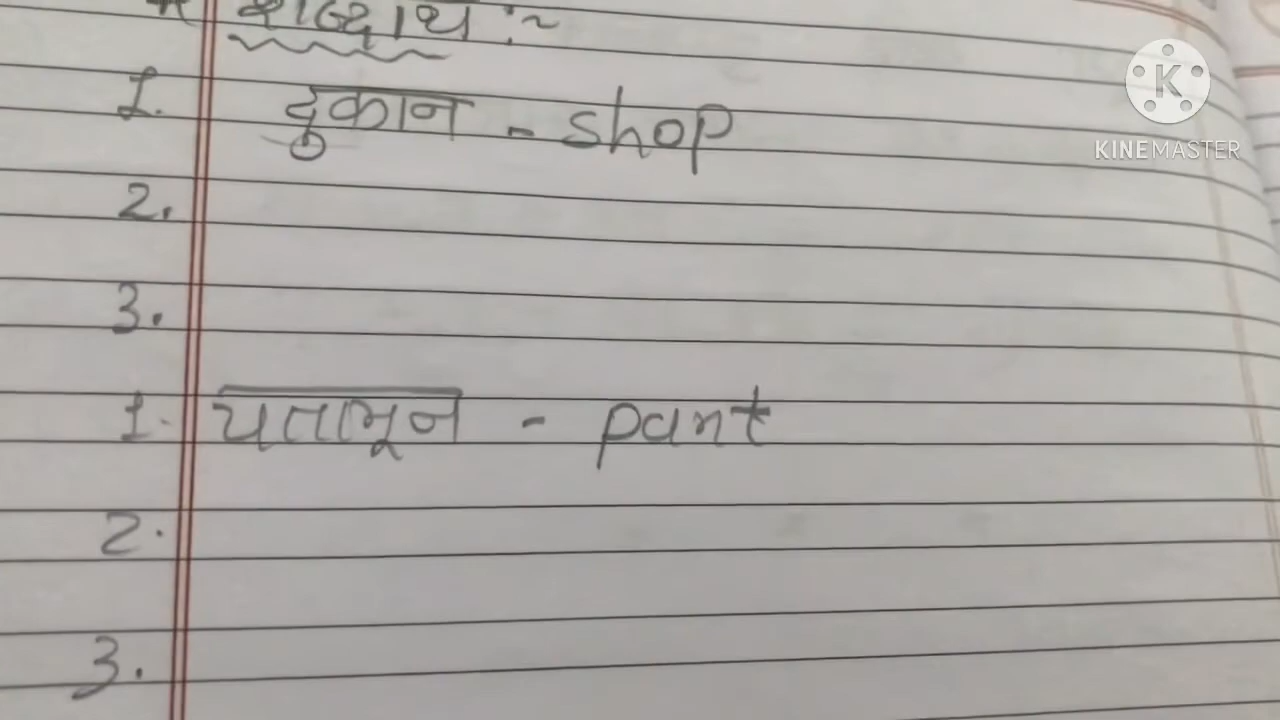 * शब्दार्थ :~
1. दुकान - shop
2.
3.
1. पतलून - pant
2.
3.
K
KINEMASTER